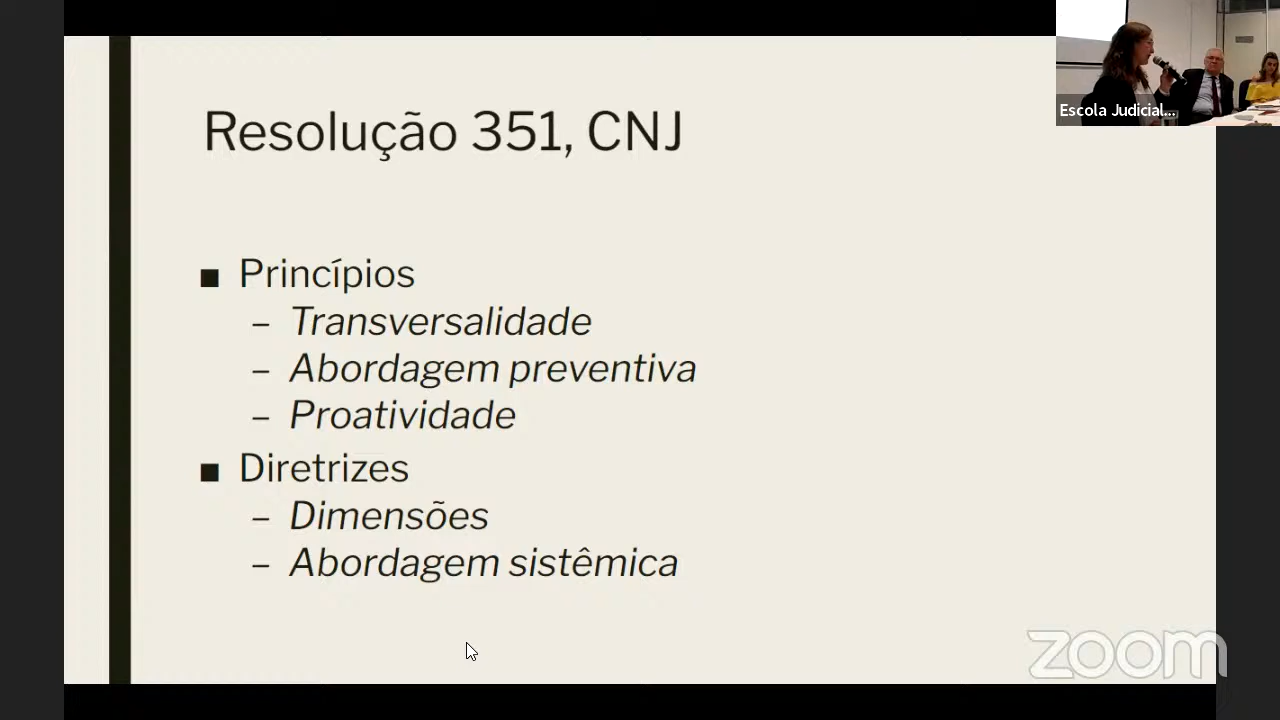 Resolução 351, CNJ
Escola Judicial...
■ Princípios
– Transversalidade
– Abordagem preventiva
– Proatividade
■ Diretrizes
– Dimensões
– Abordagem sistêmica
zoom